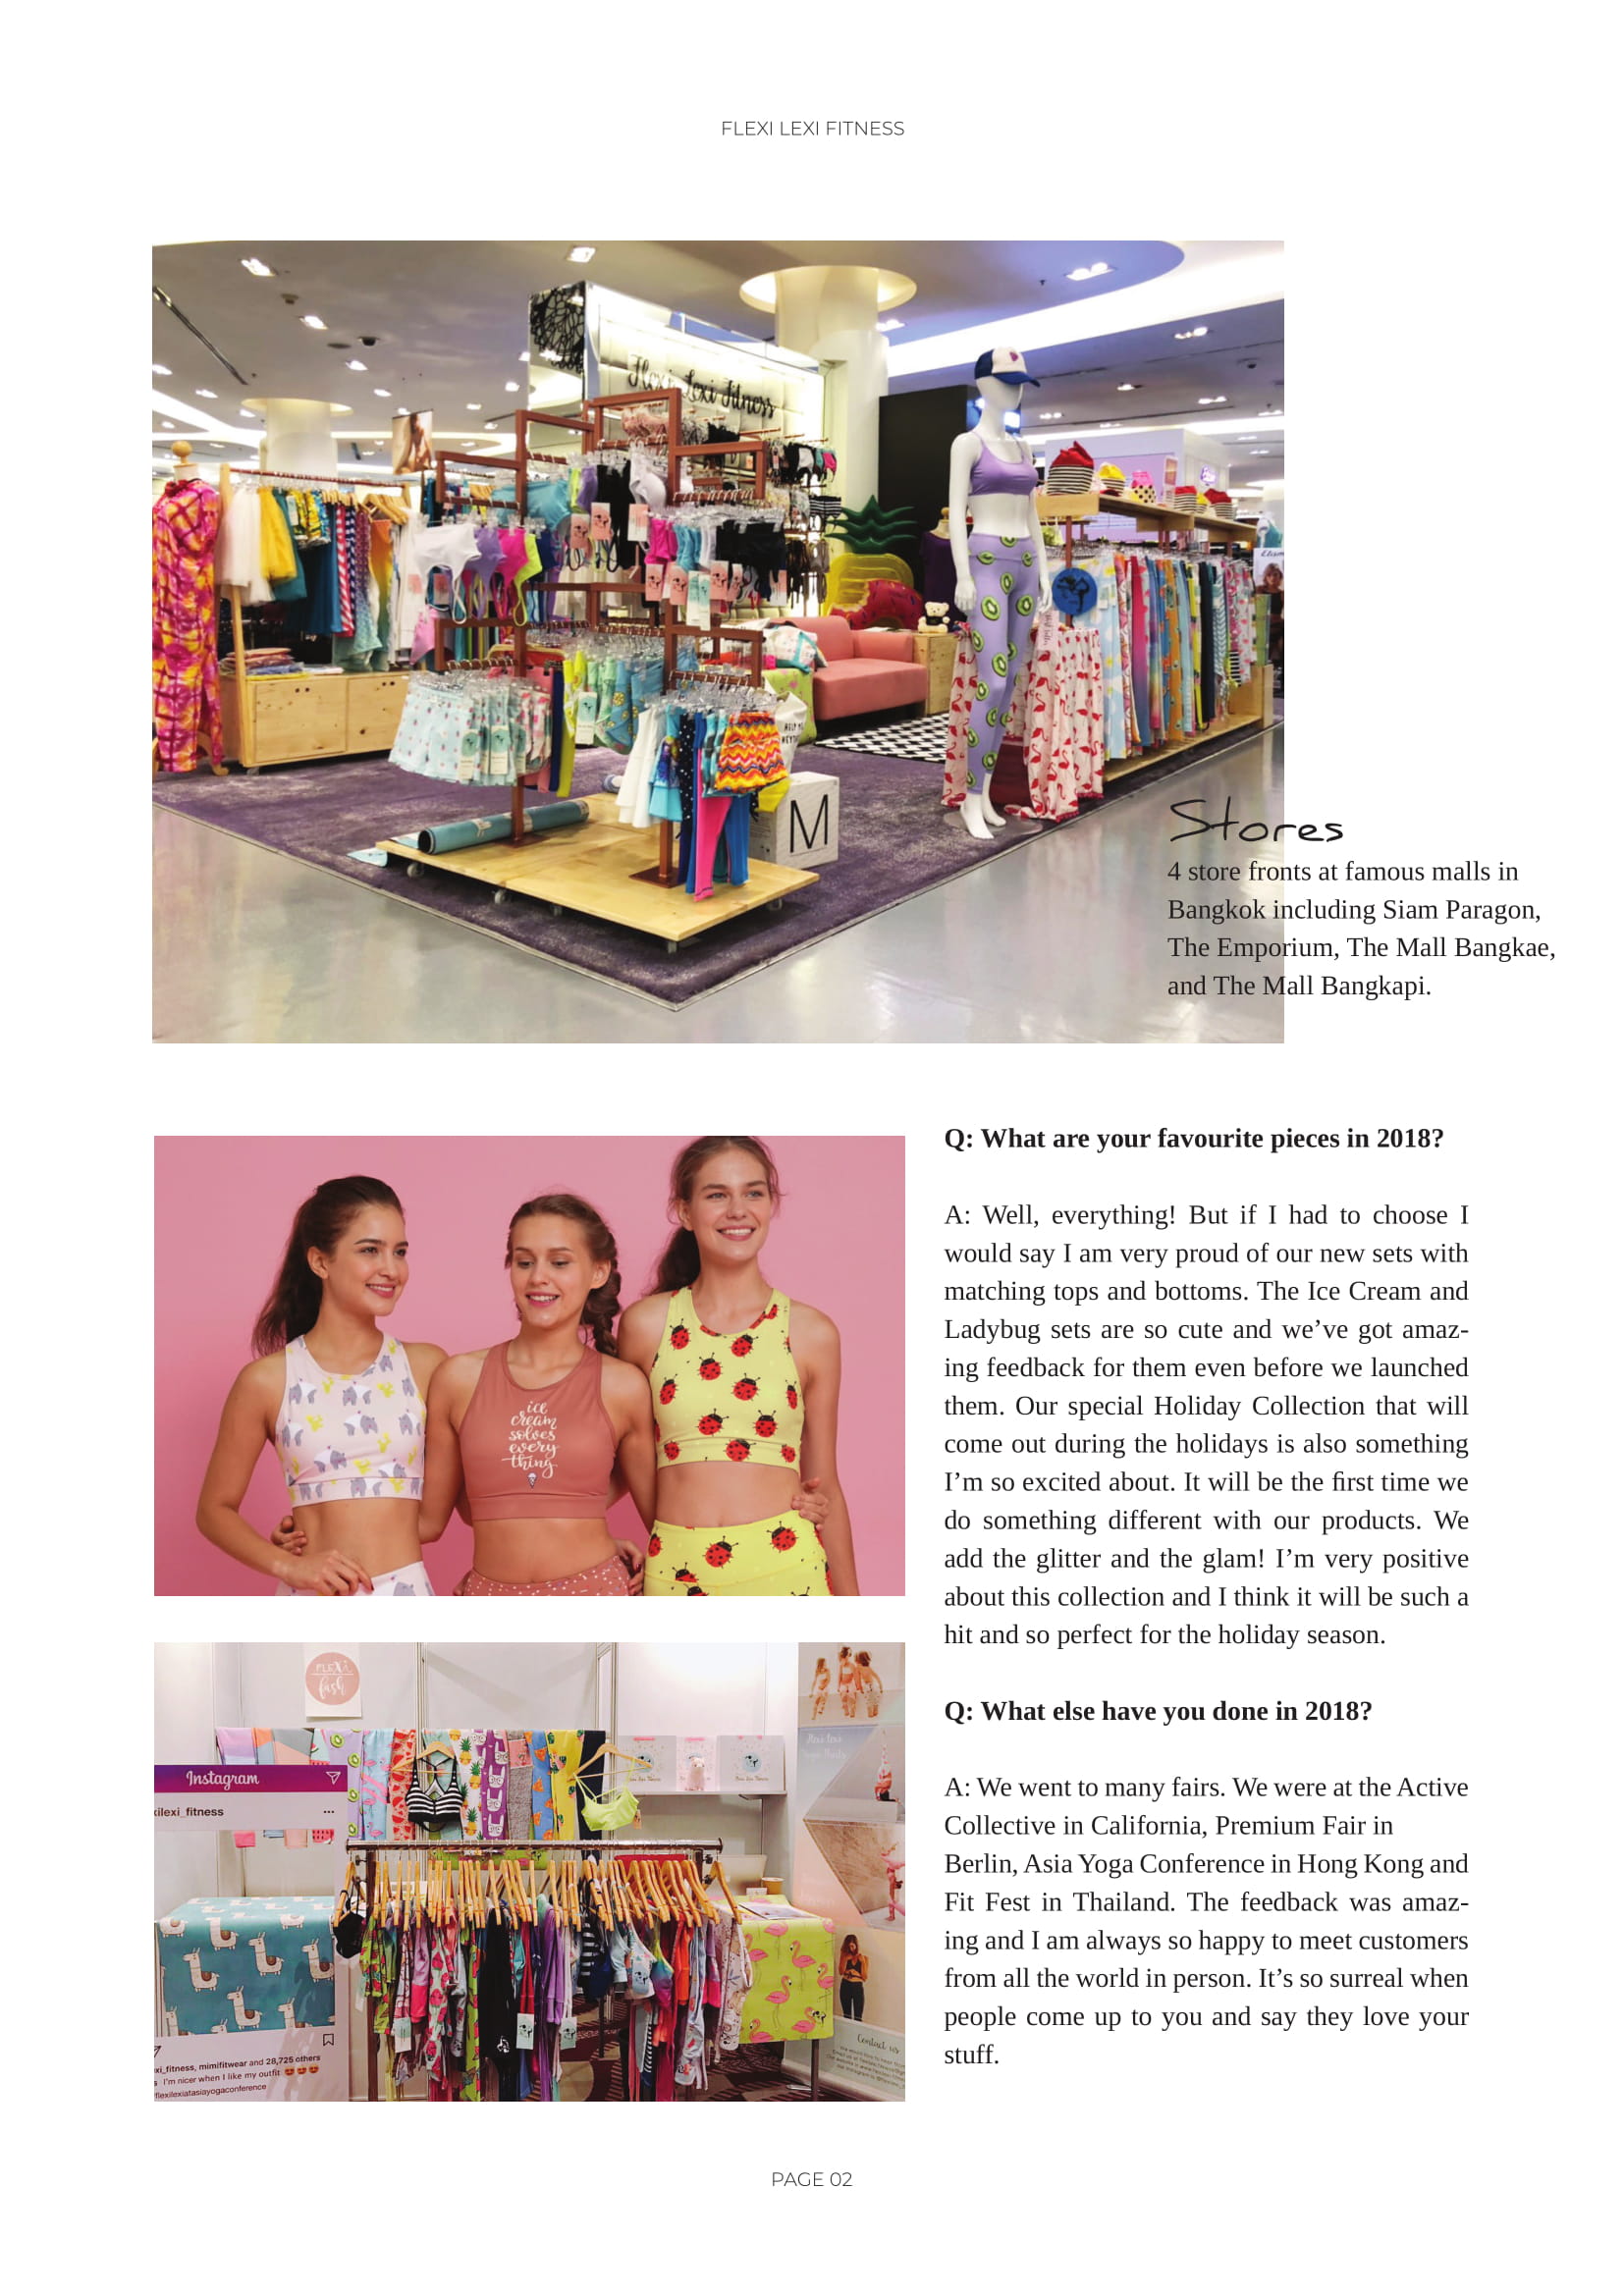 FLEXI LEXI FITNESS
Flexi Lexi Fitness
M
Stores
4 store fronts at famous malls in
Bangkok including Siam Paragon,
The Emporium, The Mall Bangkae,
and The Mall Bangkapi.
ice
cream
solves
every
thing
Q: What are your favourite pieces in 2018?
A: Well, everything! But if I had to choose I
would say I am very proud of our new sets with
matching tops and bottoms. The Ice Cream and
Ladybug sets are so cute and we’ve got amaz-
ing feedback for them even before we launched
them. Our special Holiday Collection that will
come out during the holidays is also something
I’m so excited about. It will be the first time we
do something different with our products. We
add the glitter and the glam! I’m very positive
about this collection and I think it will be such a
hit and so perfect for the holiday season.
FLEXI
fash
Instagram
xilexi_fitness
xi_fitness, mimifitwear and 28,725 others
s I'm nicer when I like my outfit 😍😍😍
flexilexiatasiayogaconference
Contact us
Q: What else have you done in 2018?
A: We went to many fairs. We were at the Active
Collective in California, Premium Fair in
Berlin, Asia Yoga Conference in Hong Kong and
Fit Fest in Thailand. The feedback was amaz-
ing and I am always so happy to meet customers
from all the world in person. It’s so surreal when
people come up to you and say they love your
stuff.
PAGE 02